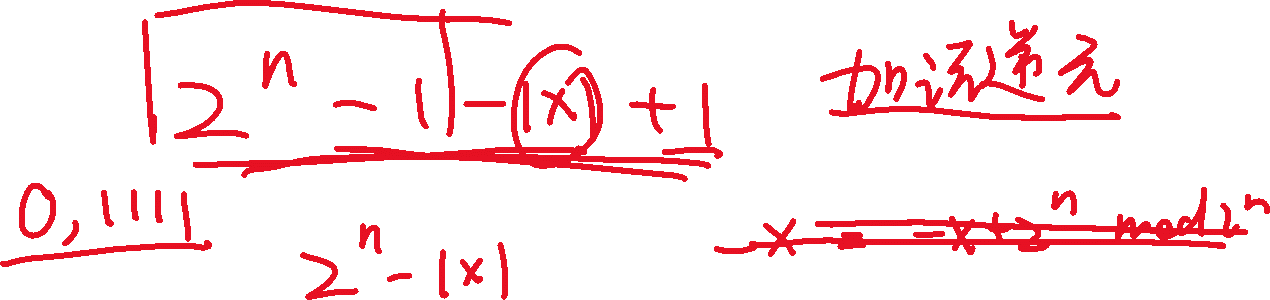 2^n - 1 - |x| + 1
加法逆元
0,1111
2^n - |x|
-x = -x + 2^n mod 2^n